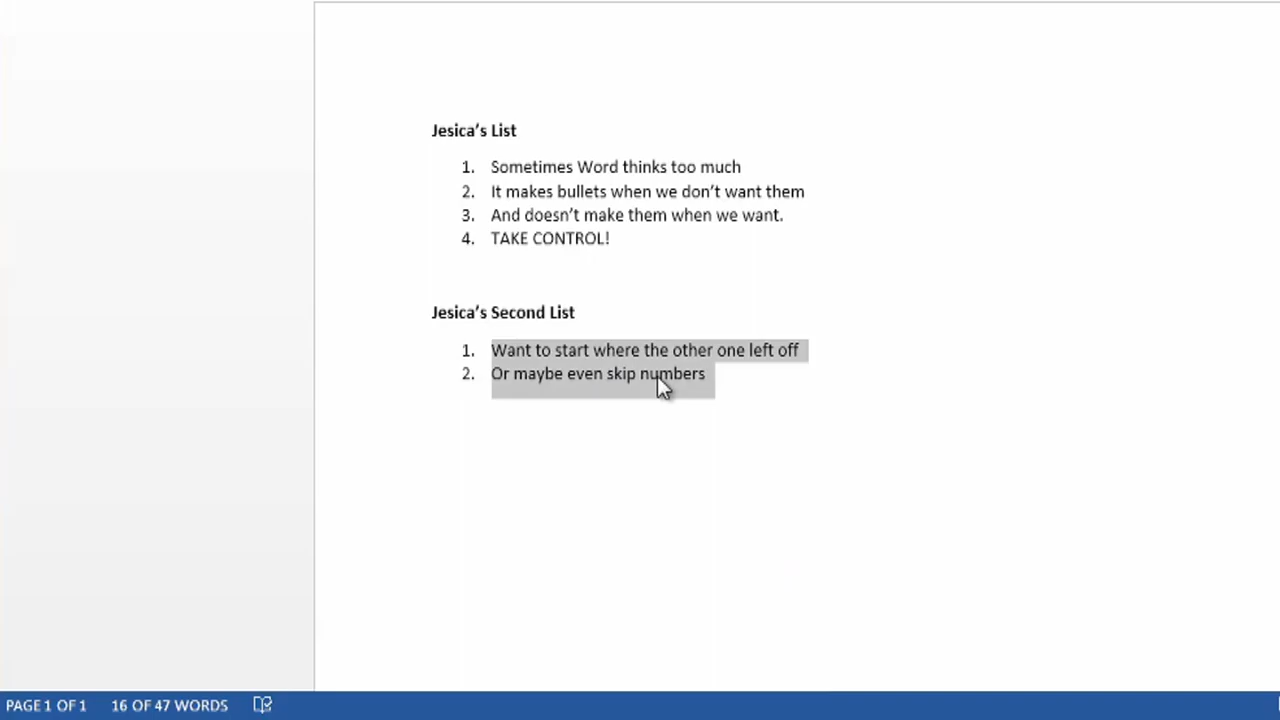 Jesica’s List
1. Sometimes Word thinks too much
2. It makes bullets when we don’t want them
3. And doesn’t make them when we want.
4. TAKE CONTROL!
Jesica’s Second List
1. Want to start where the other one left off
2. Or maybe even skip numbers
PAGE 1 OF 1 16 OF 47 WORDS